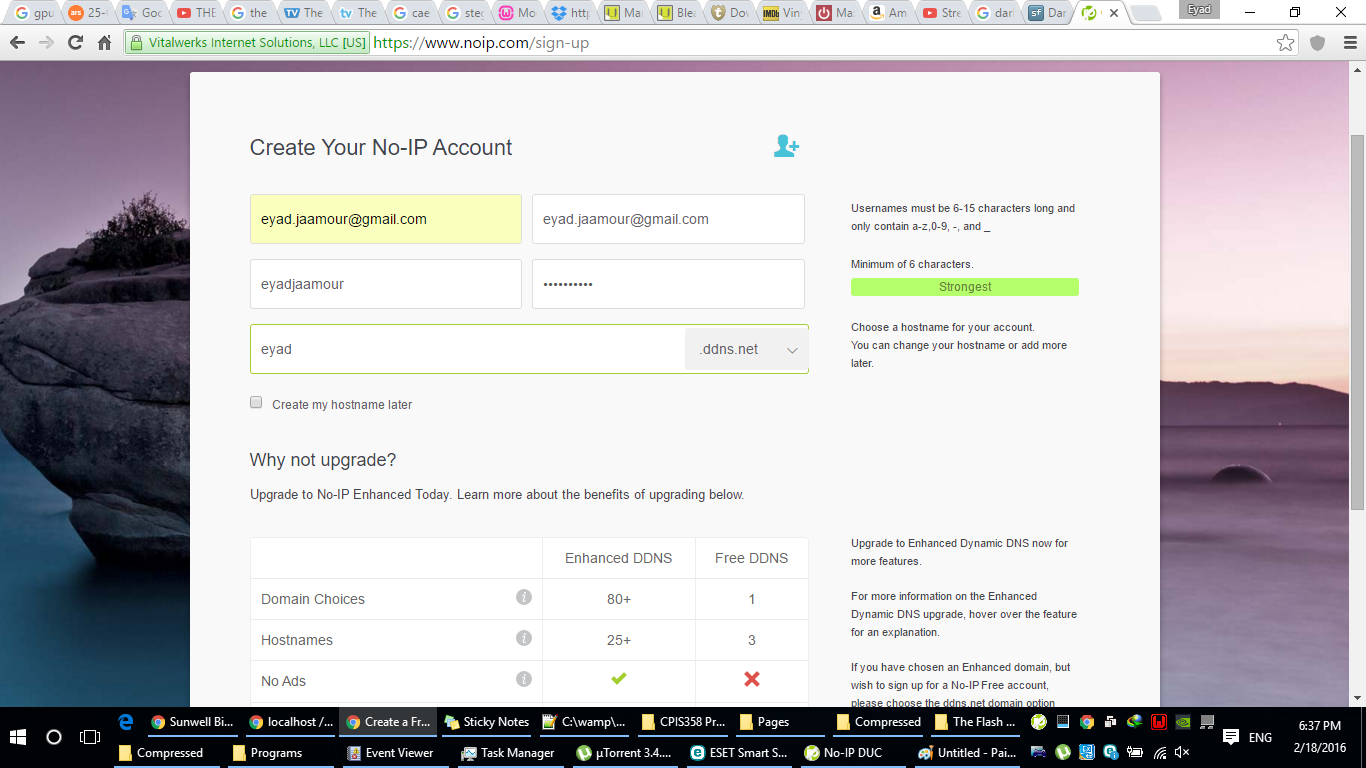 gpu
25-
Goo
THE
the
The
The
cae
steg
Mo
http
Ma
Blea
Dov
IMDb Viny
Ma
Am
Stre
dar
Dar
Eyad
Vitalwerks Internet Solutions, LLC [US] https://www.noip.com/sign-up
Create Your No-IP Account
eyad.jaamour@gmail.com eyad.jaamour@gmail.com
Usernames must be 6-15 characters long and
only contain a-z,0-9, -, and _
eyadjaamour ••••••••••
Minimum of 6 characters.
Strongest
eyad .ddns.net
Choose a hostname for your account.
You can change your hostname or add more
later.
Create my hostname later
Why not upgrade?
Upgrade to No-IP Enhanced Today. Learn more about the benefits of upgrading below.
Enhanced DDNS Free DDNS
Domain Choices 80+ 1
Hostnames 25+ 3
No Ads
Upgrade to Enhanced Dynamic DNS now for
more features.
For more information on the Enhanced
Dynamic DNS upgrade, hover over the feature
for an explanation.
If you have chosen an Enhanced domain, but
wish to sign up for a No-IP Free account,
please choose the ddns.net domain option
Sunwell Bi... localhost /... Create a Fr... Sticky Notes C:\wamp\... CPIS358 Pr... Pages Compressed The Flash ...
Compressed Programs Event Viewer Task Manager µTorrent 3.4.... ESET Smart S... No-IP DUC Untitled - Pai...
ENG
6:37 PM
2/18/2016